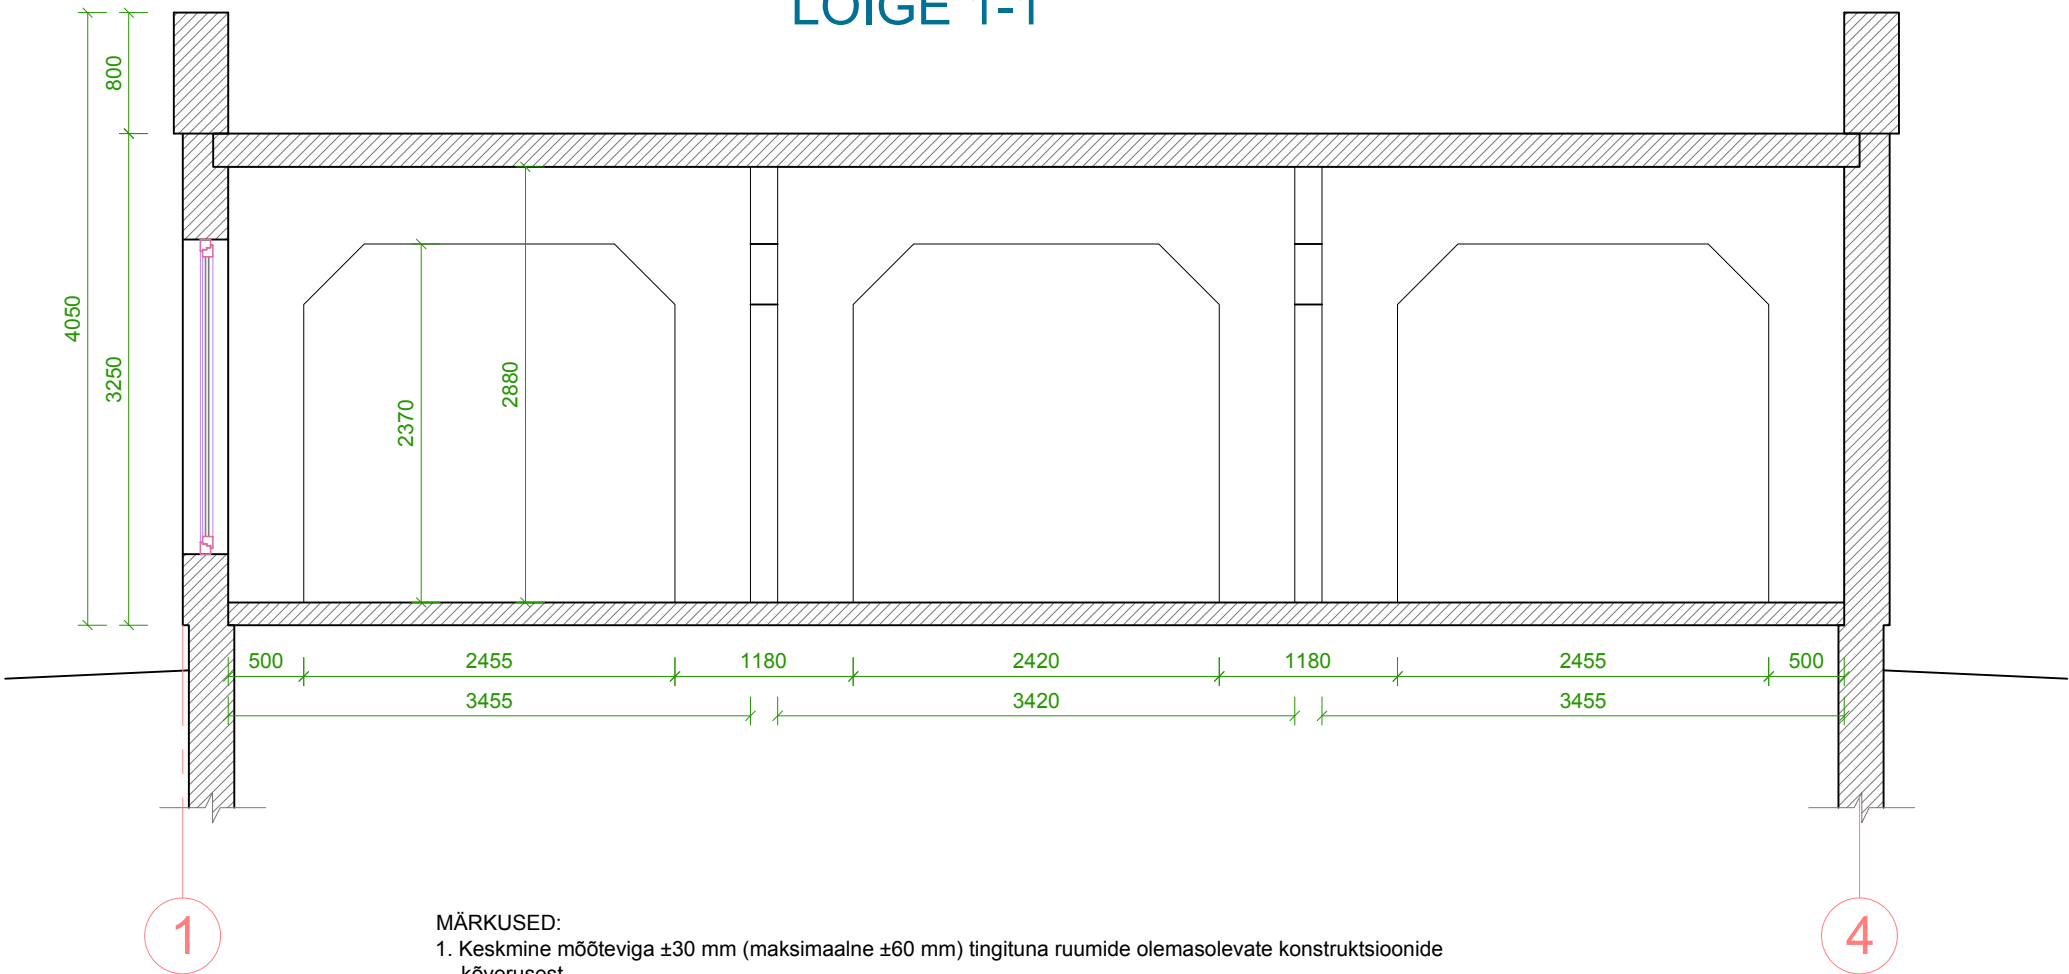 LÕIGE 1-1
800
4050
3250
2370
2880
500 2455 1180 2420 1180 2455 500
3455 3420 3455
1 4
MÄRKUSED:
1. Keskmine mõõteviga ±30 mm (maksimaalne ±60 mm) tingituna ruumide olemasolevate konstruktsioonide
kõverusest